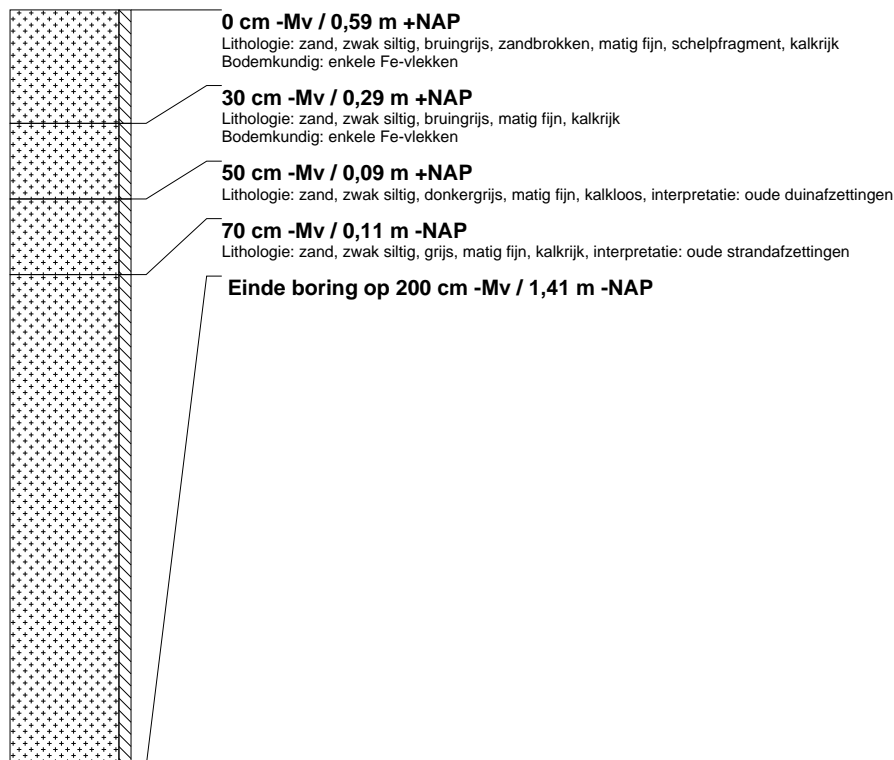 0 cm -Mv / 0,59 m +NAP
Lithologie: zand, zwak siltig, bruingrijs, zandbrokken, matig fijn, schelpfragment, kalkrijk
Bodemkundig: enkele Fe-vlekken
30 cm -Mv / 0,29 m +NAP
Lithologie: zand, zwak siltig, bruingrijs, matig fijn, kalkrijk
Bodemkundig: enkele Fe-vlekken
50 cm -Mv / 0,09 m +NAP
Lithologie: zand, zwak siltig, donkergrijs, matig fijn, kalkloos, interpretatie: oude duinafzettingen
70 cm -Mv / 0,11 m -NAP
Lithologie: zand, zwak siltig, grijs, matig fijn, kalkrijk, interpretatie: oude strandafzettingen
Einde boring op 200 cm -Mv / 1,41 m -NAP